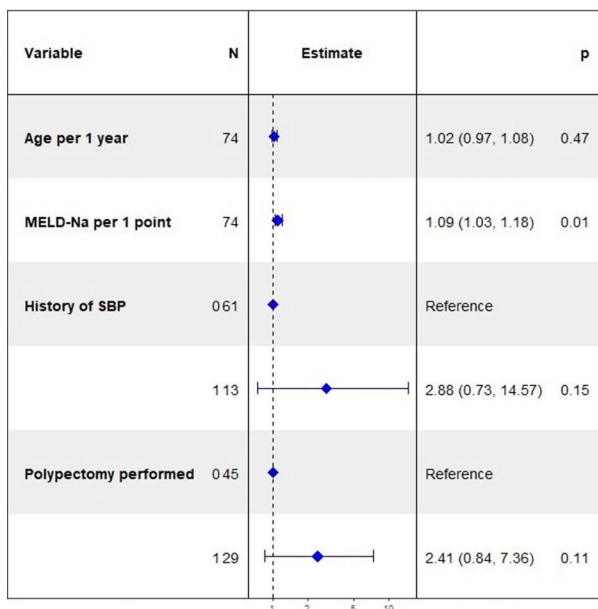 Variable N Estimate p
Age per 1 year 74 1.02 (0.97, 1.08) 0.47
MELD-Na per 1 point 74 1.09 (1.03, 1.18) 0.01
History of SBP 0 61 Reference
1 13 2.88 (0.73, 14.57) 0.15
Polypectomy performed 0 45 Reference
1 29 2.41 (0.84, 7.36) 0.11